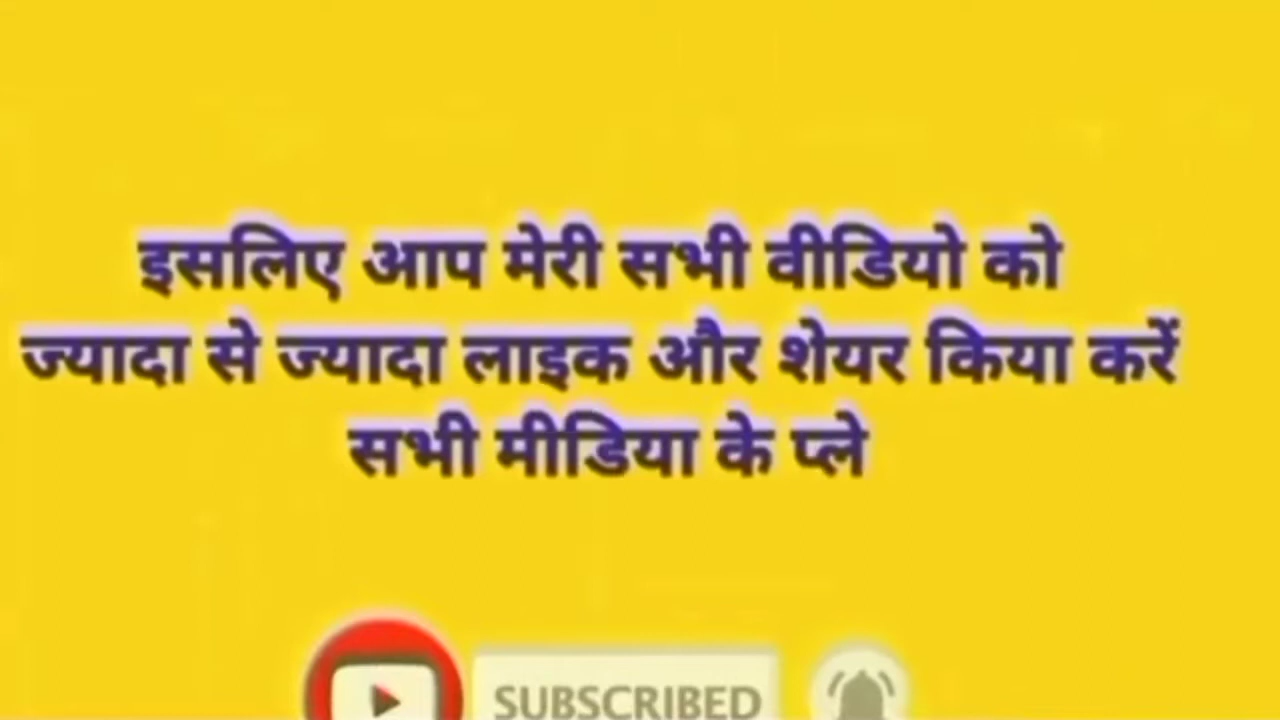 इसलिए आप मेरी सभी वीडियो को
ज्यादा से ज्यादा लाइक और शेयर किया करें
सभी मीडिया के प्ले
SUBSCRIBED